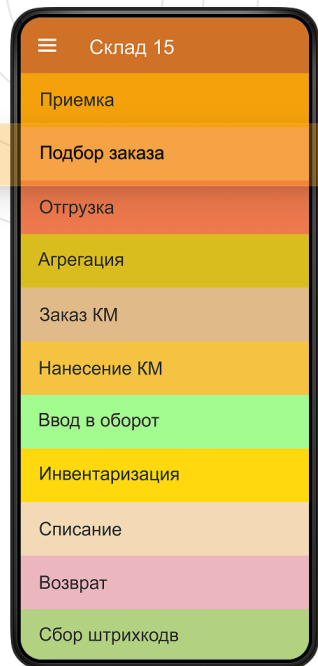 Склад 15
Приемка
Подбор заказа
Отгрузка
Агрегация
Заказ КМ
Нанесение КМ
Ввод в оборот
Инвентаризация
Списание
Возврат
Сбор штрихкодв